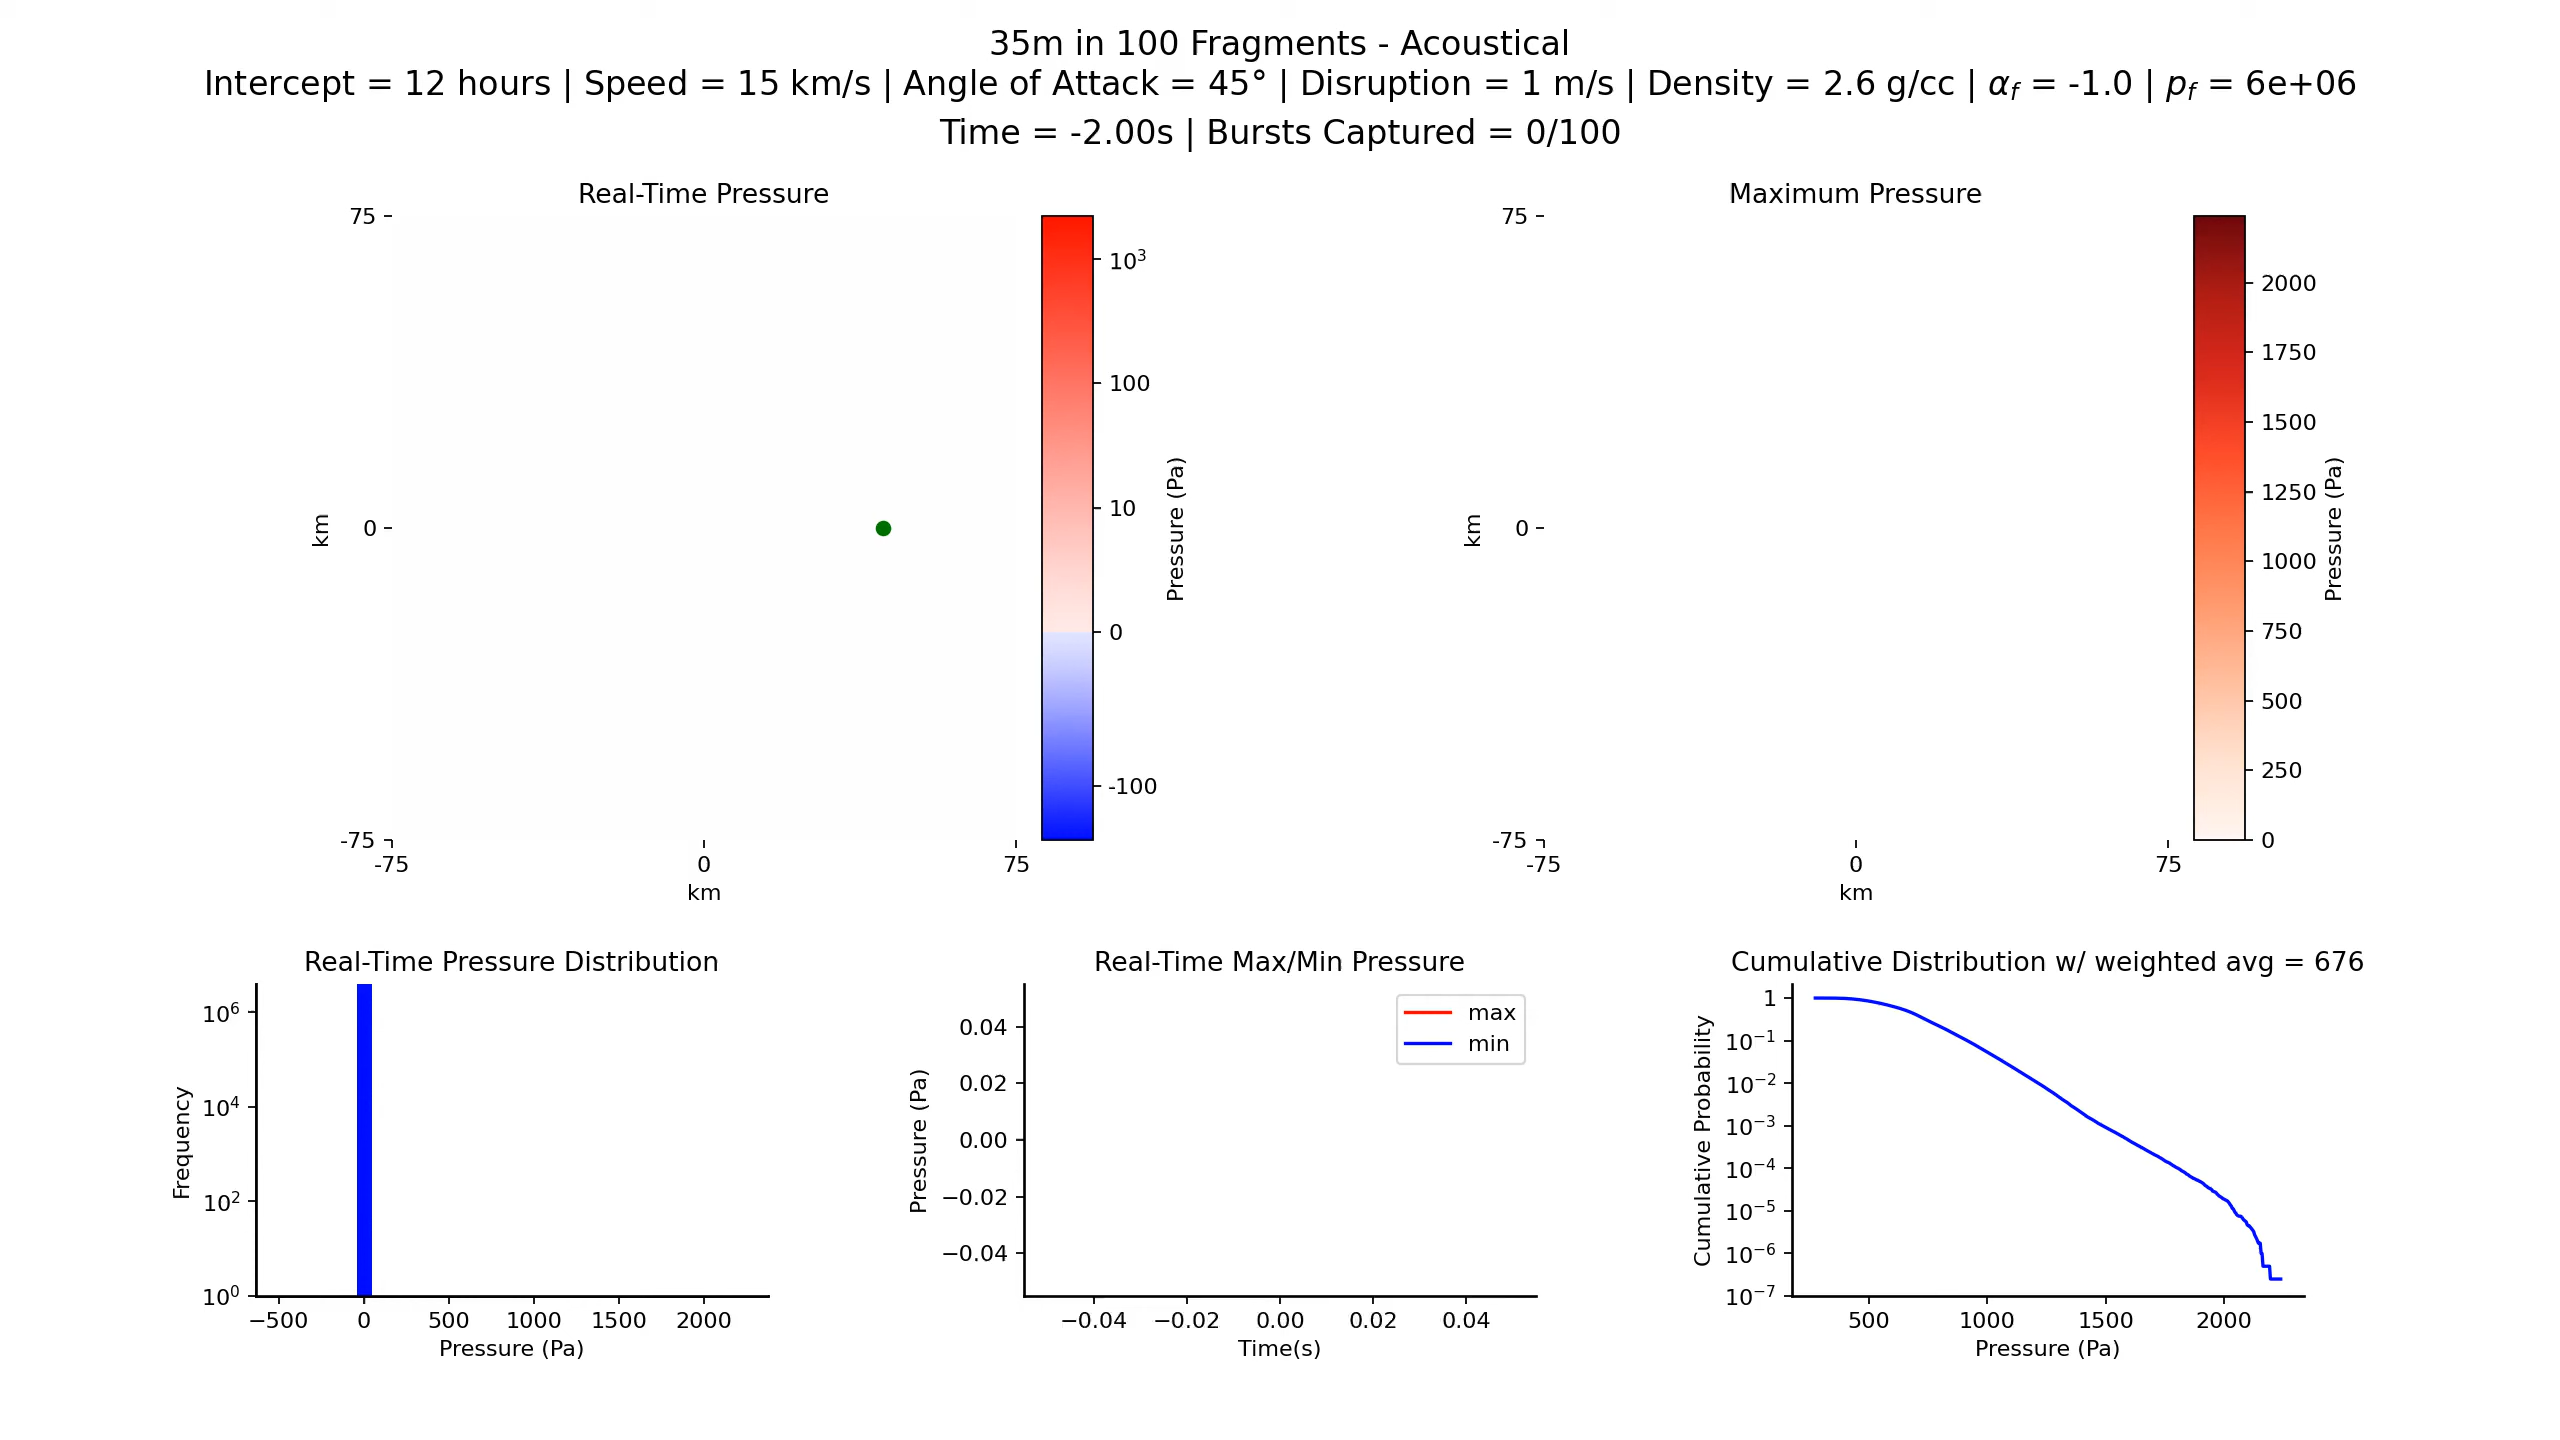 35m in 100 Fragments - Acoustical
Intercept = 12 hours | Speed = 15 km/s | Angle of Attack = 45° | Disruption = 1 m/s | Density = 2.6 g/cc | α_f = -1.0 | p_f = 6e+06
Time = -2.00s | Bursts Captured = 0/100
Real-Time Pressure
75
0
-75
km
-75 0 75
km
10³
100
10
0
-100
Pressure (Pa)
Maximum Pressure
75
0
-75
km
-75 0 75
km
2000
1750
1500
1250
1000
750
500
250
0
Pressure (Pa)
Real-Time Pressure Distribution
10⁶
10⁴
10²
10⁰
Frequency
−500 0 500 1000 1500 2000
Pressure (Pa)
Real-Time Max/Min Pressure
max
min
0.04
0.02
0.00
−0.02
−0.04
Pressure (Pa)
−0.04 −0.02 0.00 0.02 0.04
Time(s)
Cumulative Distribution w/ weighted avg = 676
1
10⁻¹
10⁻²
10⁻³
10⁻⁴
10⁻⁵
10⁻⁶
10⁻⁷
Cumulative Probability
500 1000 1500 2000
Pressure (Pa)